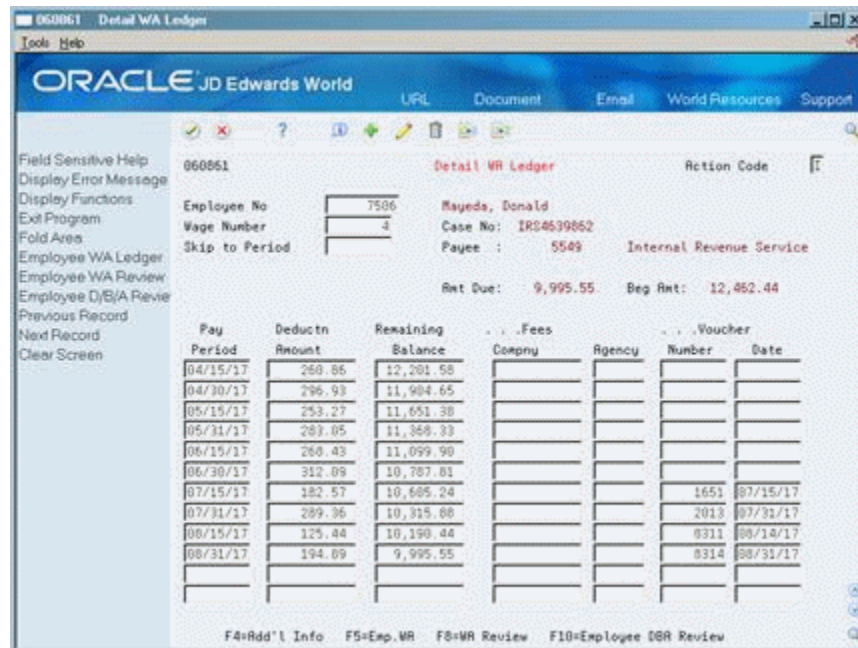 060861 Detail WA Ledger
Tools Help
ORACLE JD Edwards World
URL Document Email World Resources Support
Field Sensitive Help
Display Error Message
Display Functions
Exit Program
Fold Area
Employee WA Ledger
Employee WA Review
Employee D/B/A Revie
Previous Record
Next Record
Clear Screen
060861 Detail WA Ledger Action Code I
Employee No 7506 Mayeda, Donald
Wage Number 4 Case No: IRS4639862
Skip to Period Payee : 5549 Internal Revenue Service
Amt Due: 9,995.55 Beg Amt: 12,462.44
Pay Deductn Remaining . . .Fees . . .Voucher
Period Amount Balance Compny Agency Number Date
04/15/17 260.86 12,201.58
04/30/17 296.93 11,904.65
05/15/17 253.27 11,651.38
05/31/17 283.05 11,368.33
06/15/17 268.43 11,099.90
06/30/17 312.09 10,787.81
07/15/17 182.57 10,605.24 1651 07/15/17
07/31/17 289.36 10,315.88 2013 07/31/17
08/15/17 125.44 10,190.44 8311 08/14/17
08/31/17 194.89 9,995.55 8314 08/31/17
F4=Add'l Info F5=Emp.WA F8=WA Review F10=Employee DBA Review